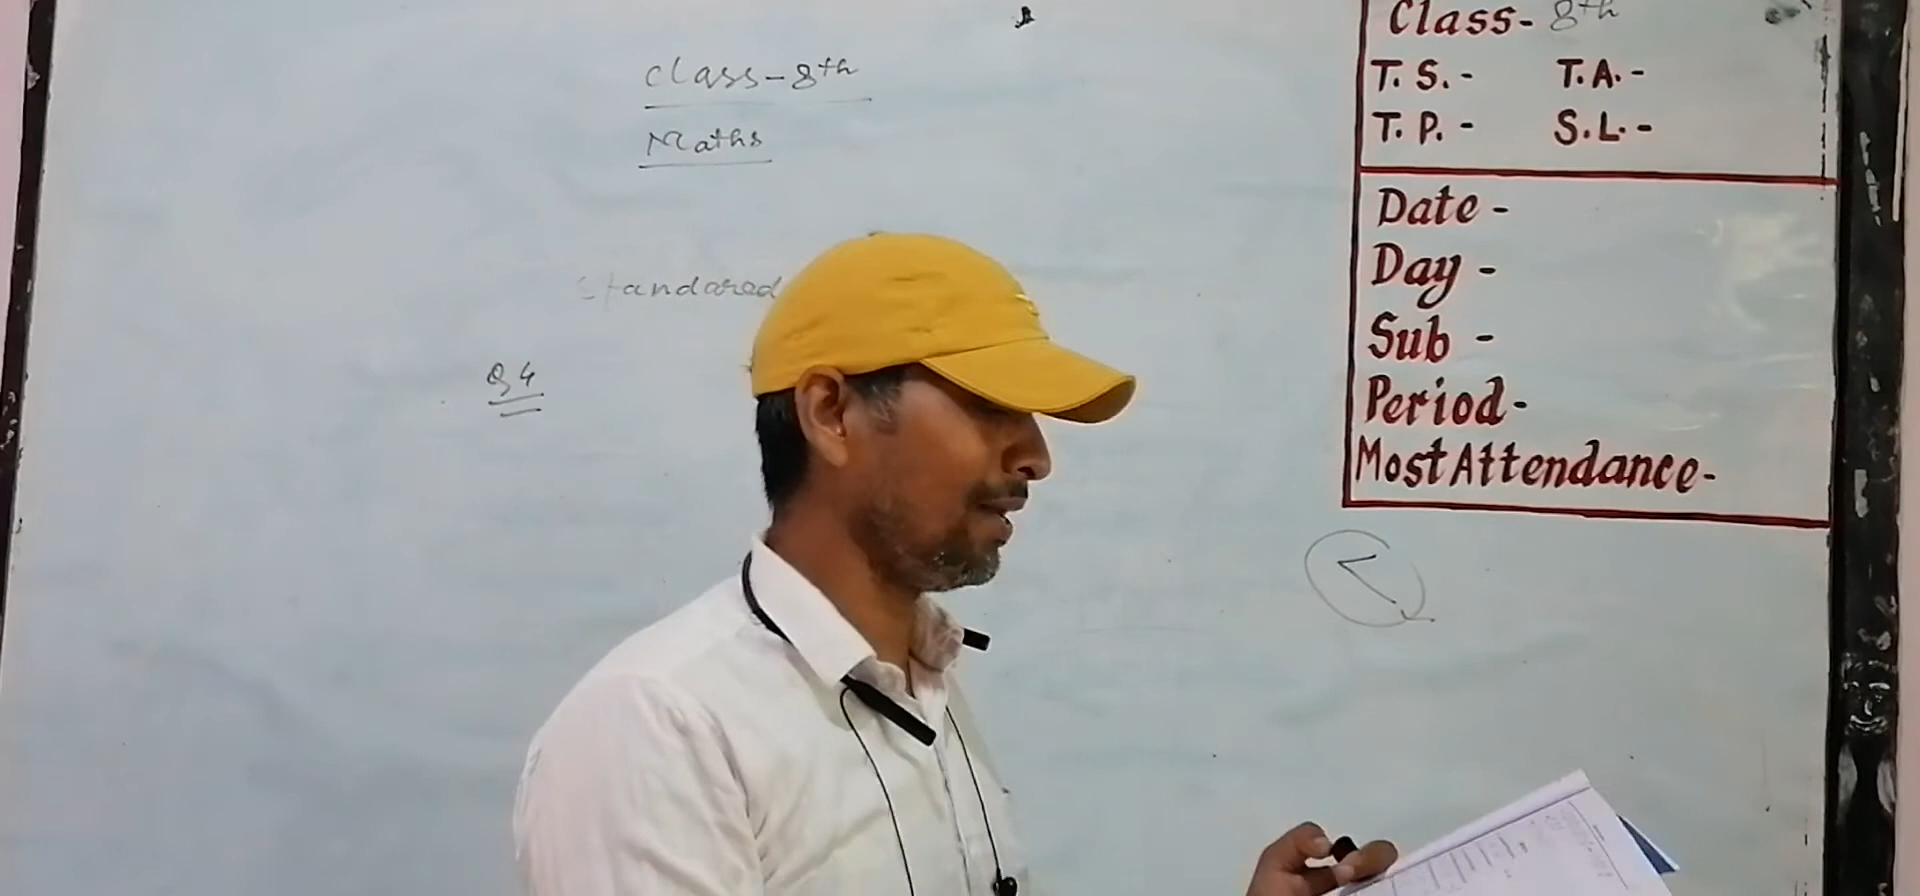 Class-8th
Maths
standared
Q4
Class- 8th
T. S. - T.A. -
T. P. - S.L. -
Date -
Day -
Sub -
Period -
Most Attendance -